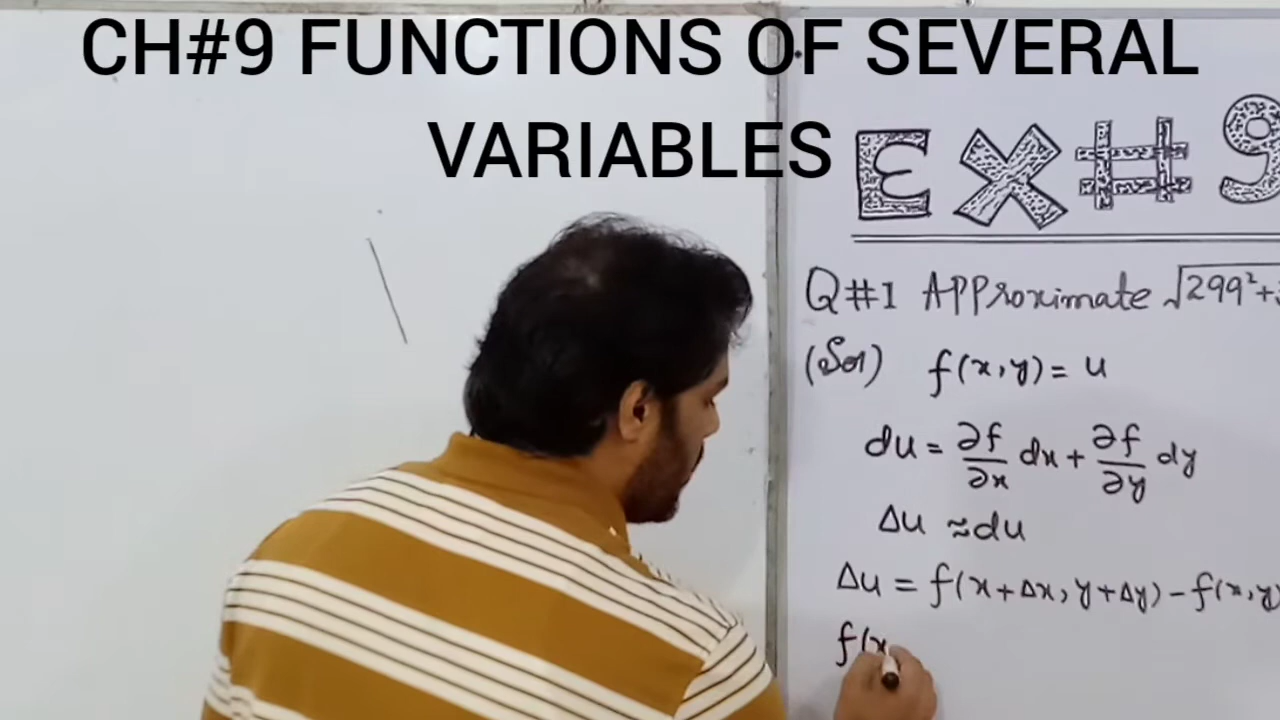 CH#9 FUNCTIONS OF SEVERAL
VARIABLES
EX#9
Q#1 APProximate √299²+
(Sol) f(x,y) = u
du = ∂f/∂x dx + ∂f/∂y dy
Δu ≈ du
Δu = f(x+Δx, y+Δy) - f(x,y)
f(x